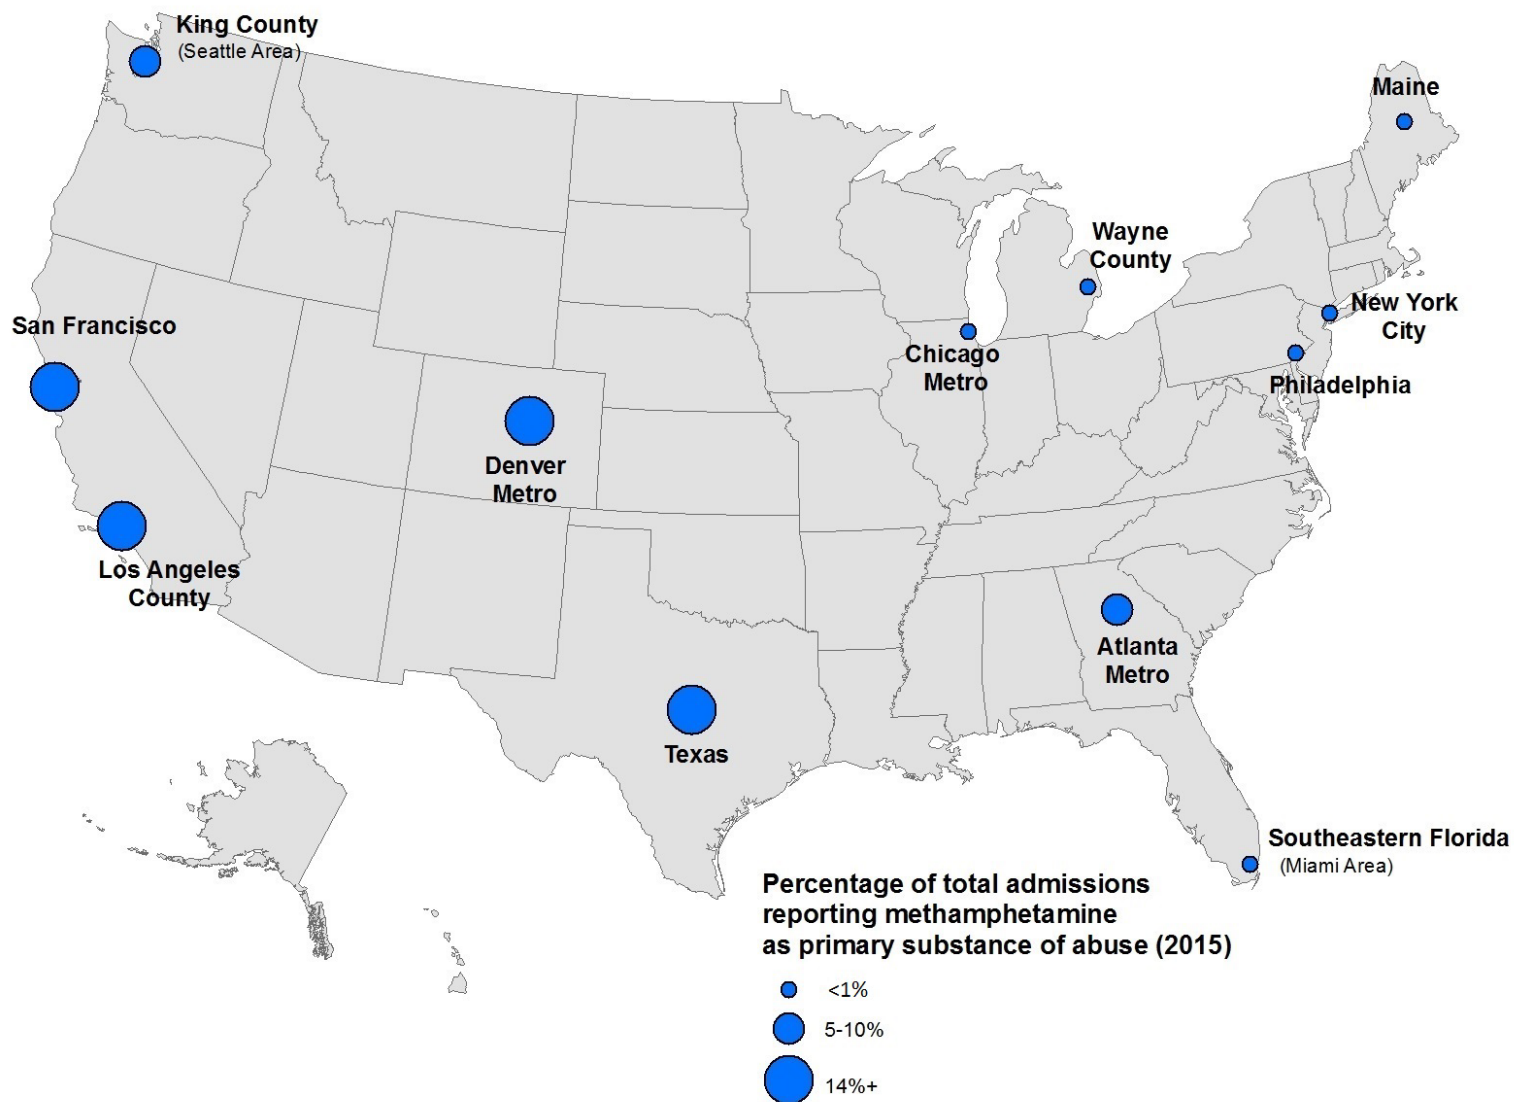 King County
(Seattle Area)
Maine
Wayne
County
New York
City
San Francisco
Chicago
Metro
Philadelphia
Denver
Metro
Los Angeles
County
Atlanta
Metro
Texas
Southeastern Florida
(Miami Area)
Percentage of total admissions
reporting methamphetamine
as primary substance of abuse (2015)
<1%
5-10%
14%+